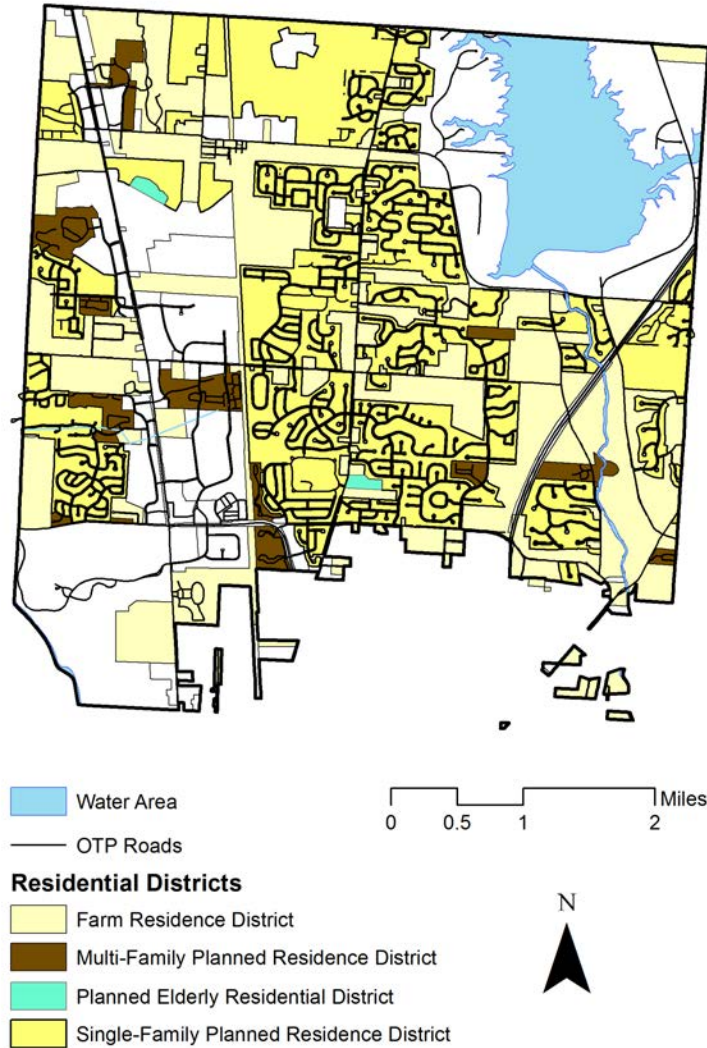 Water Area
Miles
0 0.5 1 2
OTP Roads
Residential Districts
Farm Residence District
N
Multi-Family Planned Residence District
Planned Elderly Residential District
Single-Family Planned Residence District